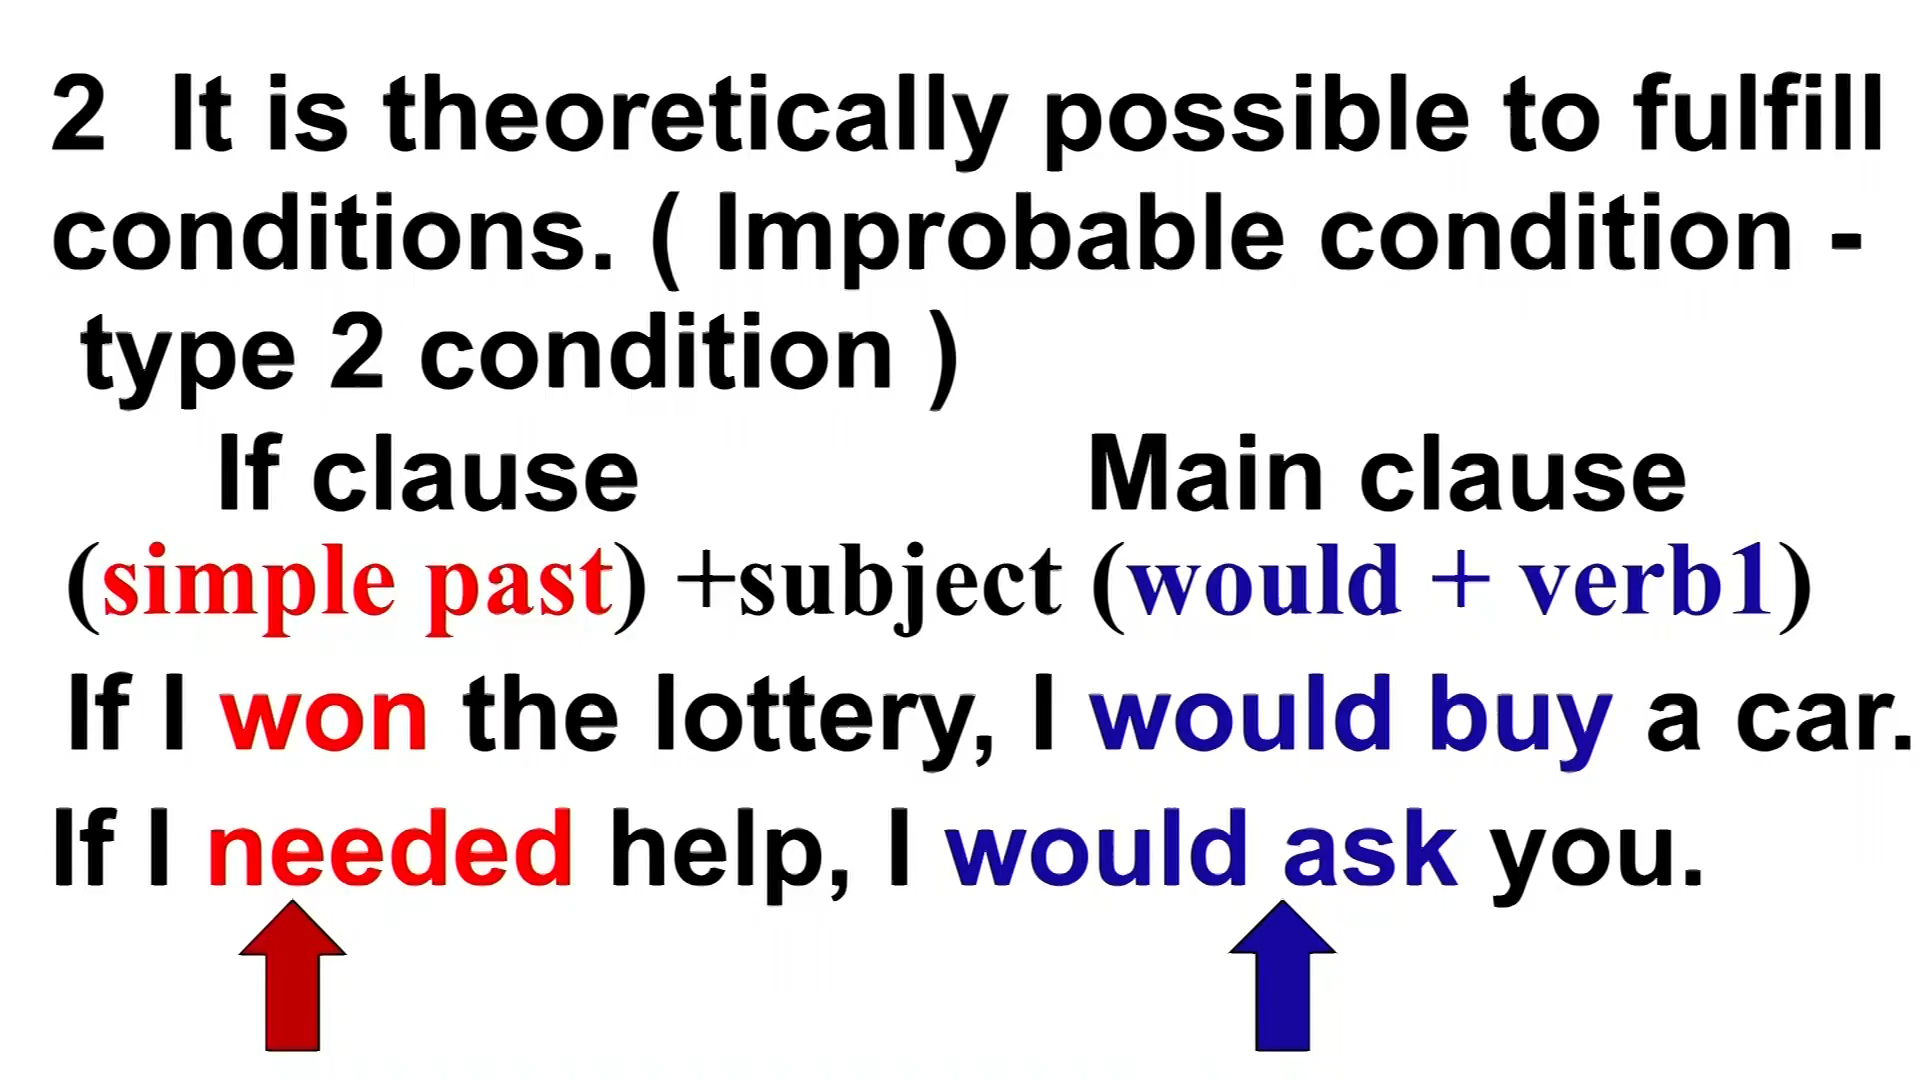 2 It is theoretically possible to fulfill
conditions. ( Improbable condition -
type 2 condition )
If clause Main clause
(simple past) +subject (would + verb1)
If I won the lottery, I would buy a car.
If I needed help, I would ask you.